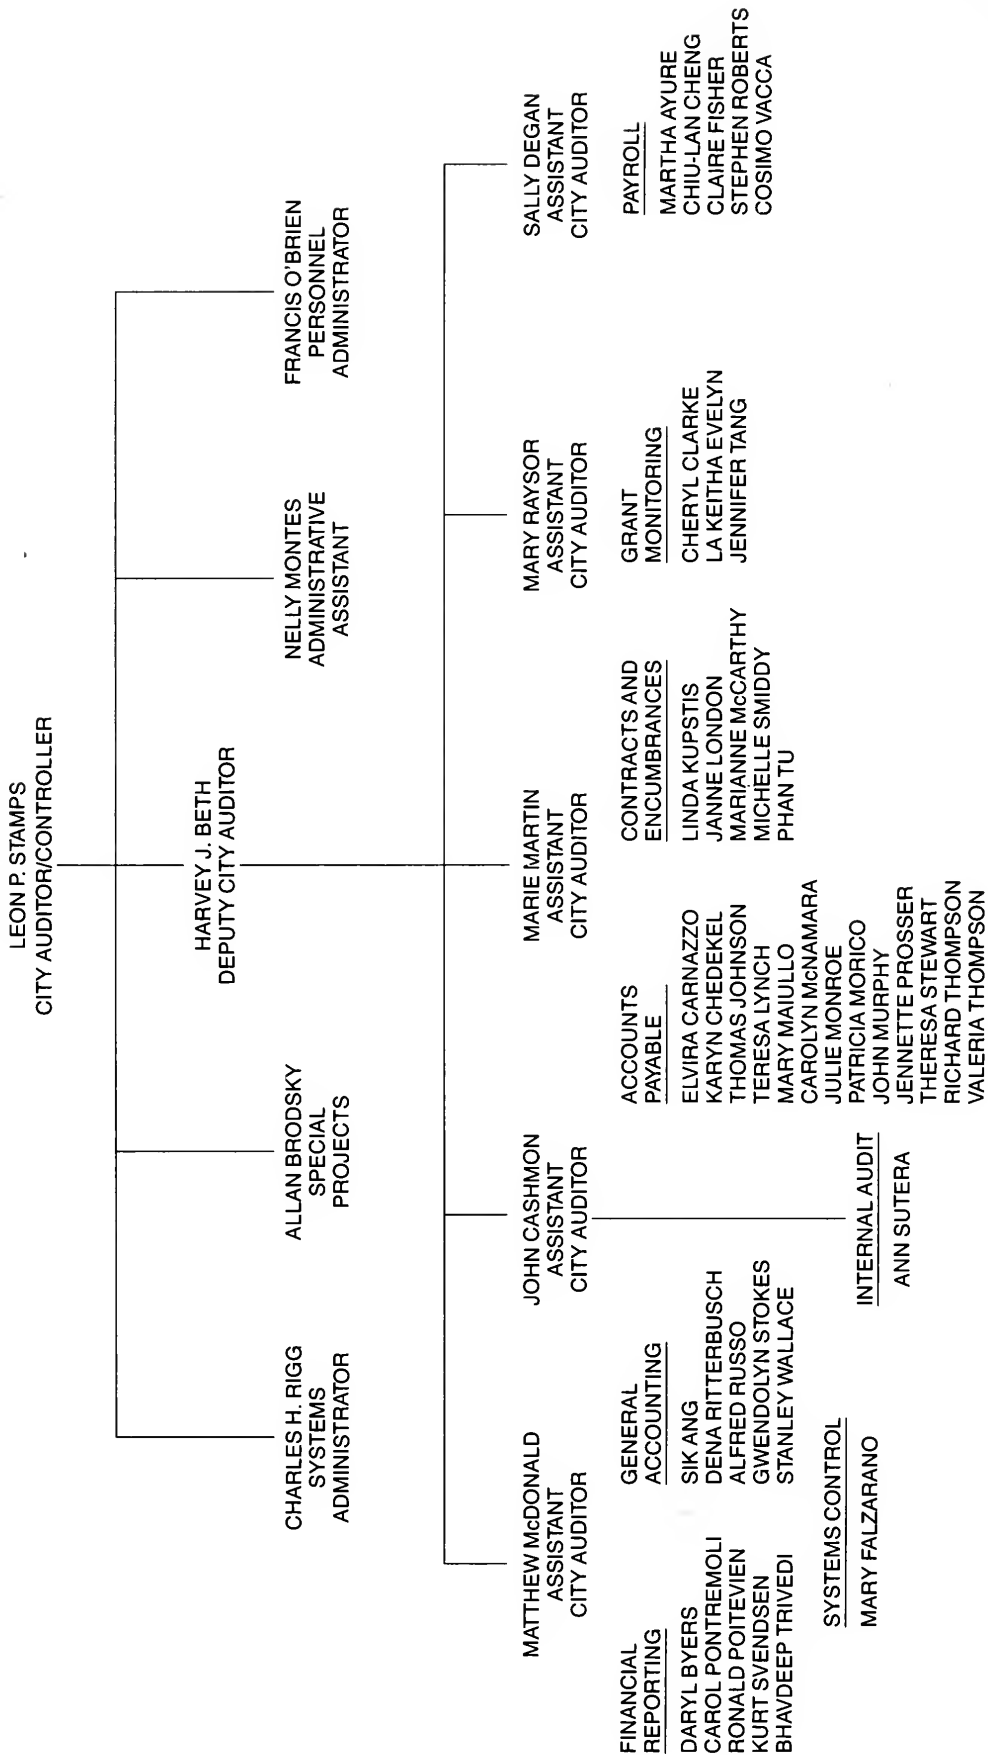 LEON P. STAMPS
CITY AUDITOR/CONTROLLER
HARVEY J. BETH
DEPUTY CITY AUDITOR
CHARLES H. RIGG
SYSTEMS
ADMINISTRATOR
ALLAN BRODSKY
SPECIAL
PROJECTS
NELLY MONTES
ADMINISTRATIVE
ASSISTANT
FRANCIS O'BRIEN
PERSONNEL
ADMINISTRATOR
MATTHEW McDONALD
ASSISTANT
CITY AUDITOR
JOHN CASHMON
ASSISTANT
CITY AUDITOR
MARIE MARTIN
ASSISTANT
CITY AUDITOR
MARY RAYSOR
ASSISTANT
CITY AUDITOR
SALLY DEGAN
ASSISTANT
CITY AUDITOR
FINANCIAL
REPORTING
DARYL BYERS
CAROL PONTREMOLI
RONALD POITEVIEN
KURT SVENDSEN
BHAVDEEP TRIVEDI
GENERAL
ACCOUNTING
SIK ANG
DENA RITTERBUSCH
ALFRED RUSSO
GWENDOLYN STOKES
STANLEY WALLACE
SYSTEMS CONTROL
MARY FALZARANO
INTERNAL AUDIT
ANN SUTERA
ACCOUNTS
PAYABLE
ELVIRA CARNAZZO
KARYN CHEDEKEL
THOMAS JOHNSON
TERESA LYNCH
MARY MAIULLO
CAROLYN McNAMARA
JULIE MONROE
PATRICIA MORICO
JOHN MURPHY
JENNETTE PROSSER
THERESA STEWART
RICHARD THOMPSON
VALERIA THOMPSON
CONTRACTS AND
ENCUMBRANCES
LINDA KUPSTIS
JANNE LONDON
MARIANNE McCARTHY
MICHELLE SMIDDY
PHAN TU
GRANT
MONITORING
CHERYL CLARKE
LA KEITHA EVELYN
JENNIFER TANG
PAYROLL
MARTHA AYURE
CHIU-LAN CHENG
CLAIRE FISHER
STEPHEN ROBERTS
COSIMO VACCA